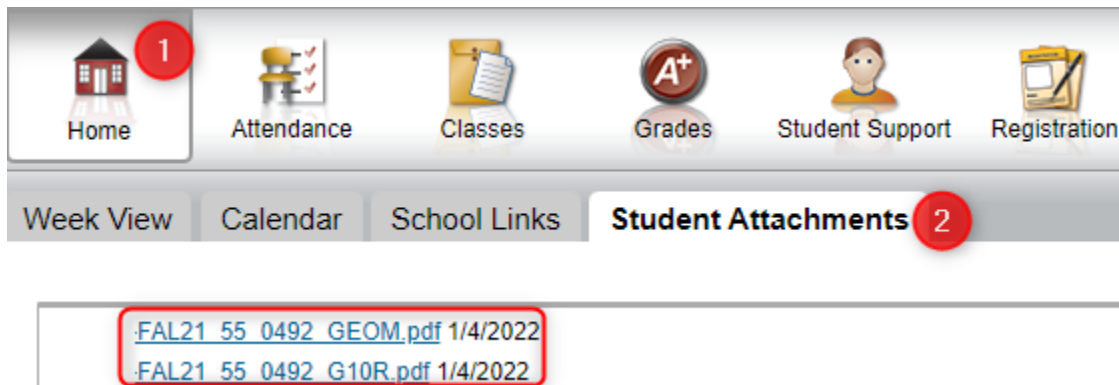 1
Home Attendance Classes A+ Grades Student Support Registration
Week View Calendar School Links Student Attachments 2
-FAL21_55_0492_GEOM.pdf 1/4/2022
-FAL21_55_0492_G10R.pdf 1/4/2022